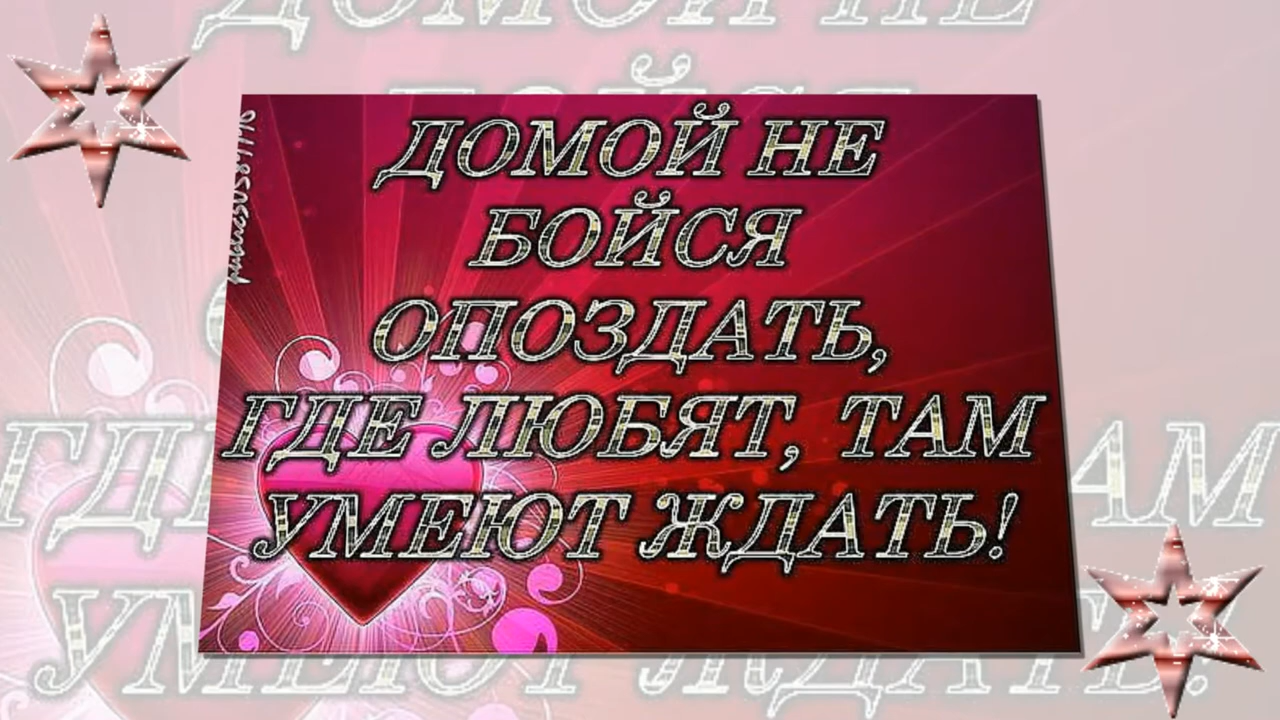 ДОМОЙ НЕ
БОЙСЯ
ОПОЗДАТЬ,
ГДЕ ЛЮБЯТ, ТАМ
УМЕЮТ ЖДАТЬ!